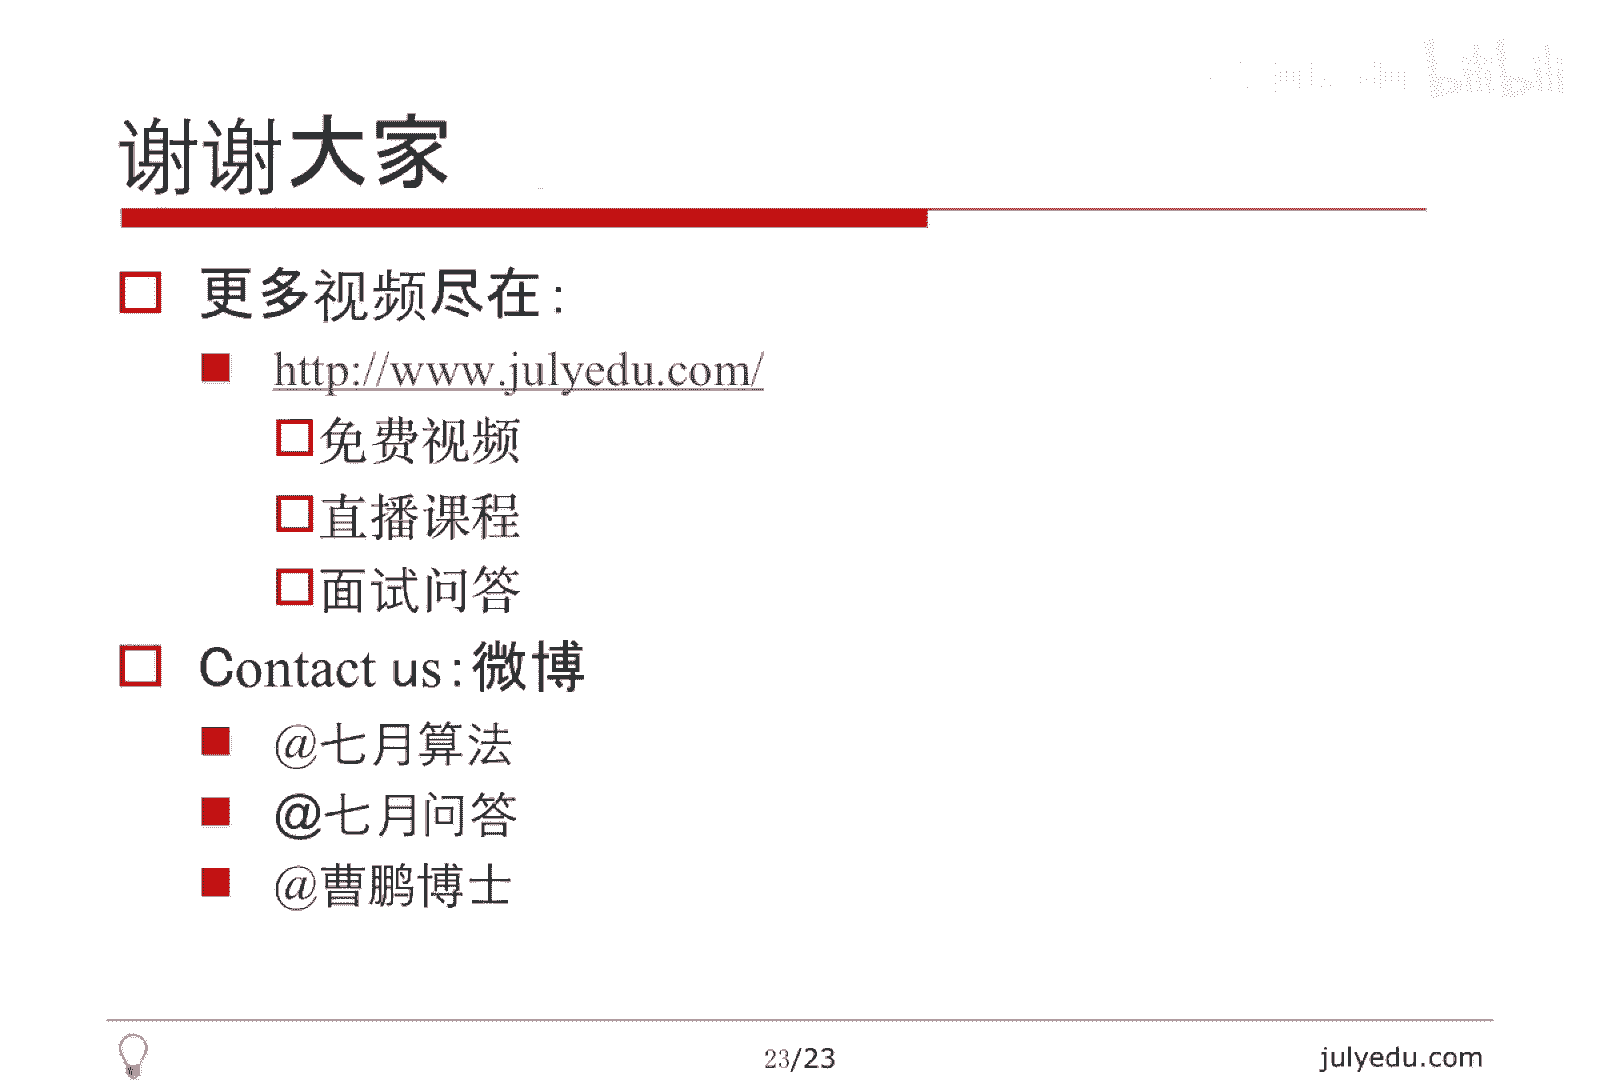 bilibili
谢谢大家
更多视频尽在:
http://www.julyedu.com/
免费视频
直播课程
面试问答
Contact us:微博
@七月算法
@七月问答
@曹鹏博士
23/23
julyedu.com